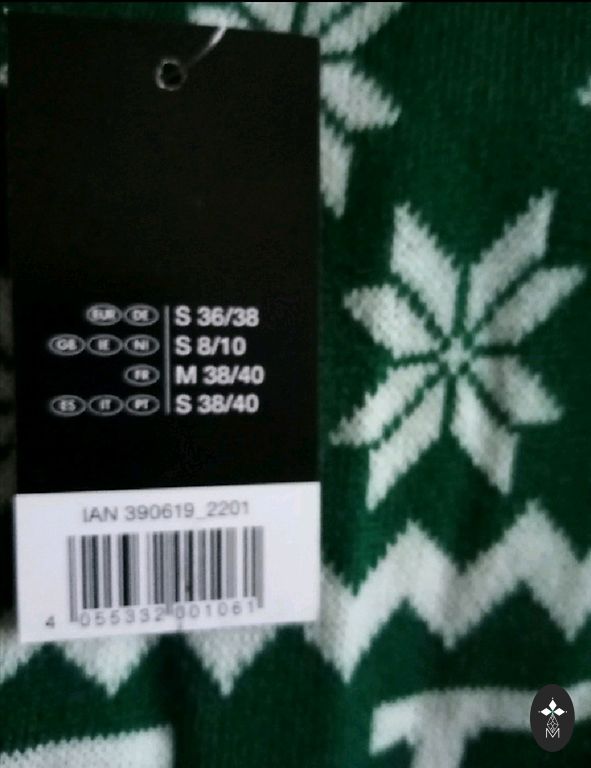 EUR DE S 36/38
GB IE NI S 8/10
FR M 38/40
ES IT PT S 38/40
IAN 390619_2201
4 055332 001061
M